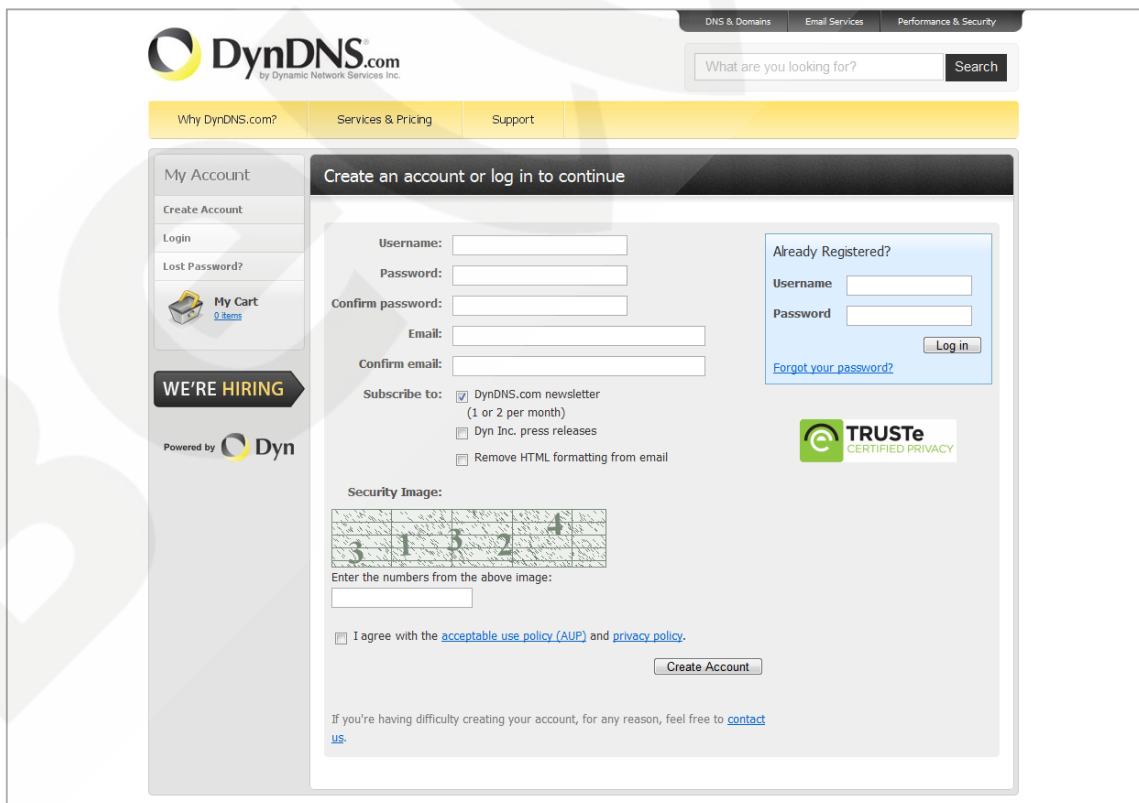 DNS & Domains
Email Services
Performance & Security
DynDNS.com
by Dynamic Network Services Inc.
What are you looking for?
Search
Why DynDNS.com?
Services & Pricing
Support
My Account
Create Account
Login
Lost Password?
My Cart
0 items
WE'RE HIRING
Powered by Dyn
Create an account or log in to continue
Username:
Password:
Confirm password:
Email:
Confirm email:
Subscribe to:
DynDNS.com newsletter
(1 or 2 per month)
Dyn Inc. press releases
Remove HTML formatting from email
Security Image:
3 1 3 2 4
Enter the numbers from the above image:
I agree with the acceptable use policy (AUP) and privacy policy.
Create Account
If you're having difficulty creating your account, for any reason, feel free to contact
us.
Already Registered?
Username
Password
Log in
Forgot your password?
TRUSTe
CERTIFIED PRIVACY